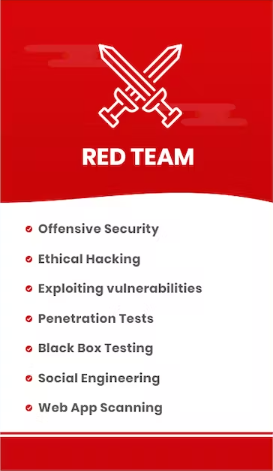 RED TEAM
Offensive Security
Ethical Hacking
Exploiting vulnerabilities
Penetration Tests
Black Box Testing
Social Engineering
Web App Scanning